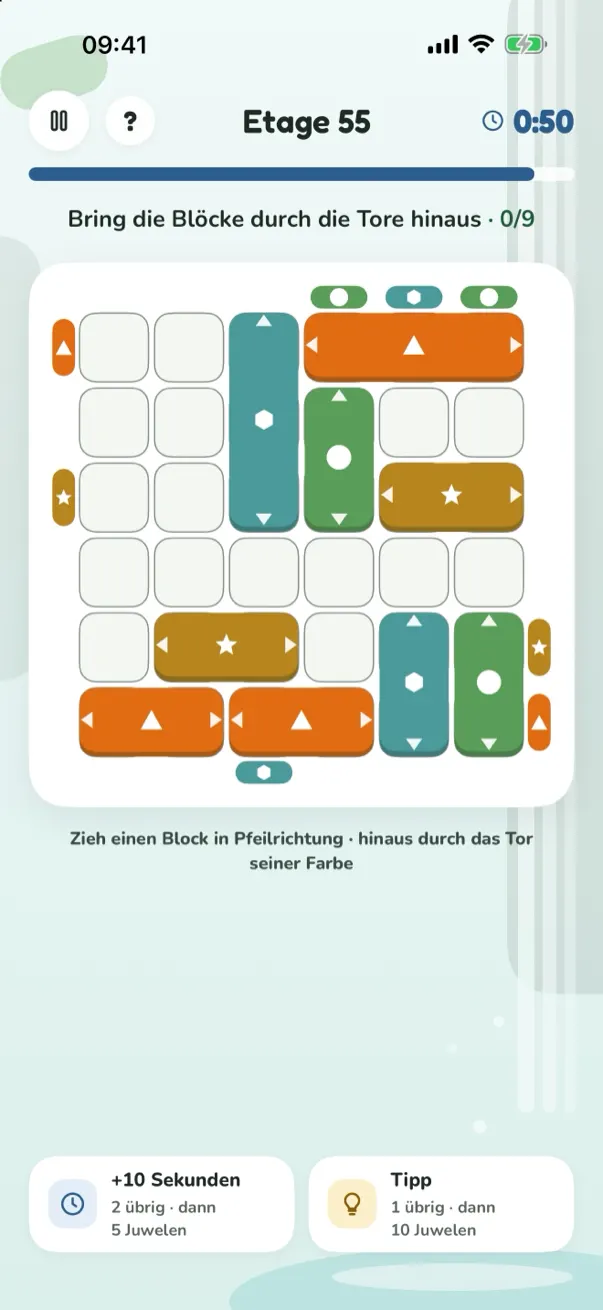 09:41
?
Etage 55
0:50
Bring die Blöcke durch die Tore hinaus · 0/9
Zieh einen Block in Pfeilrichtung · hinaus durch das Tor
seiner Farbe
+10 Sekunden
2 übrig · dann
5 Juwelen
Tipp
1 übrig · dann
10 Juwelen